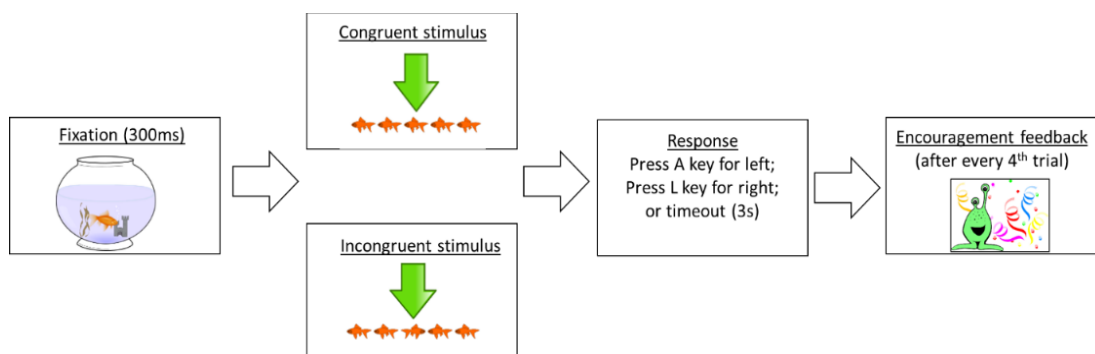 Fixation (300ms)
Congruent stimulus
Incongruent stimulus
Response
Press A key for left;
Press L key for right;
or timeout (3s)
Encouragement feedback
(after every 4th trial)